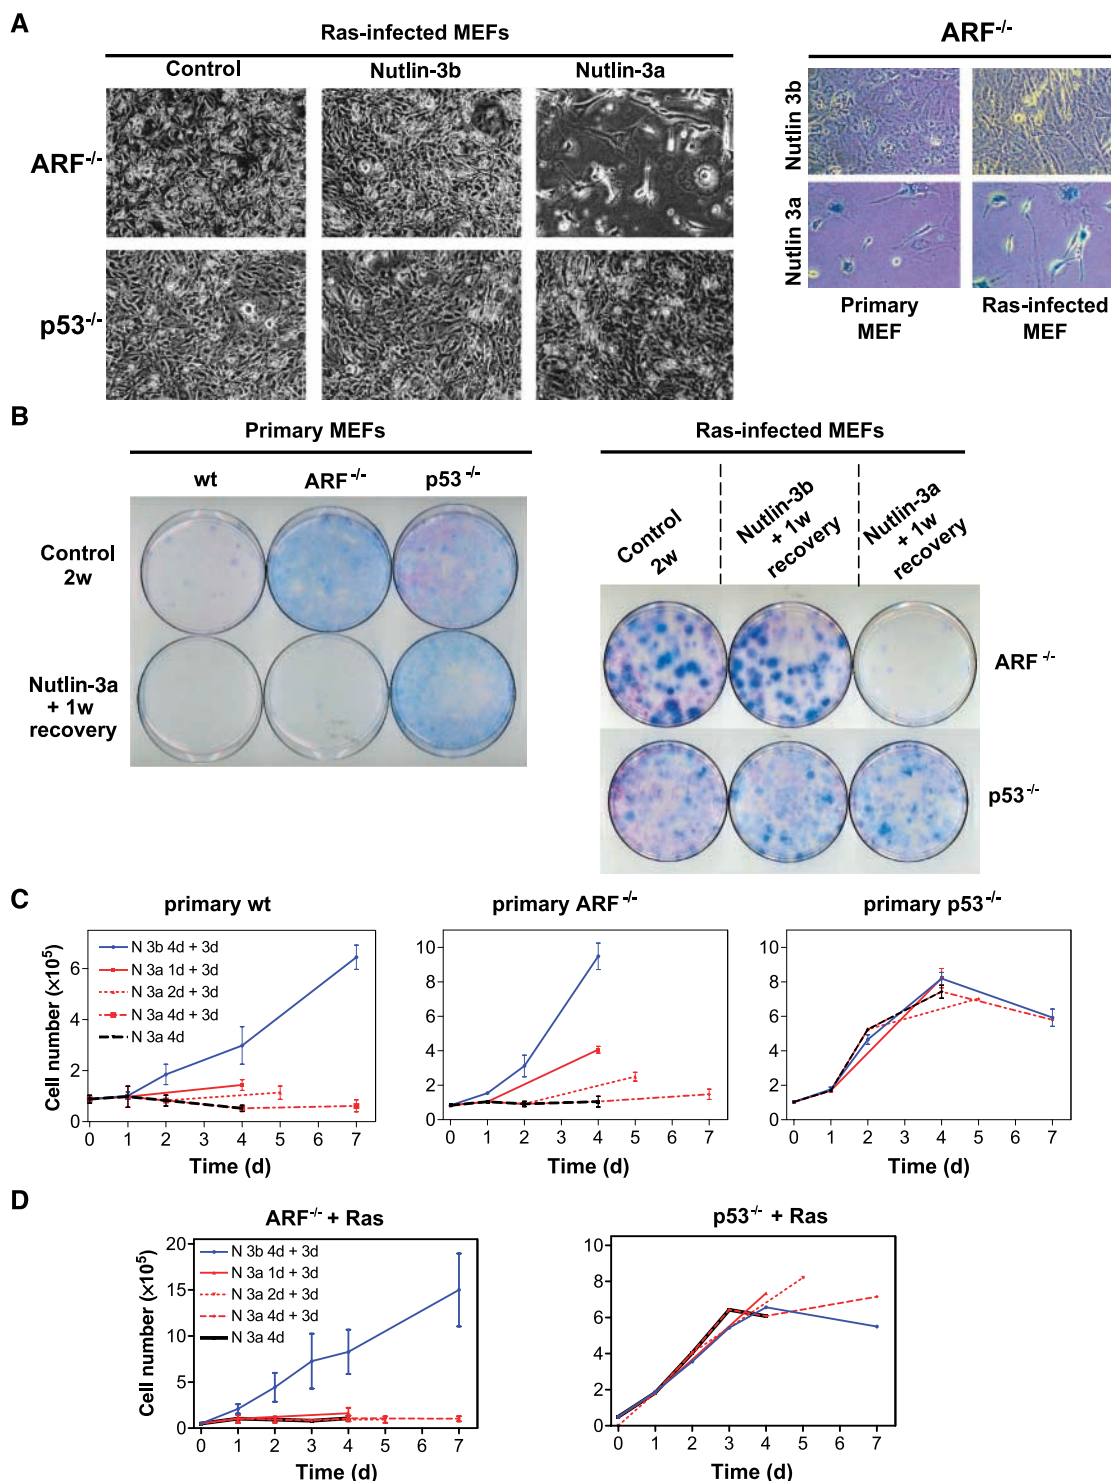 A
Ras-infected MEFs
Control Nutlin-3b Nutlin-3a
ARF-/-
p53-/-
ARF-/-
Nutlin 3b
Nutlin 3a
Primary MEF
Ras-infected MEF
B
Primary MEFs
wt ARF-/- p53-/-
Control 2w
Nutlin-3a + 1w recovery
Ras-infected MEFs
Control 2w
Nutlin-3b + 1w recovery
Nutlin-3a + 1w recovery
ARF-/-
p53-/-
C
primary wt
Cell number (×10^5)
6
4
2
0
N 3b 4d + 3d
N 3a 1d + 3d
N 3a 2d + 3d
N 3a 4d + 3d
N 3a 4d
0 1 2 3 4 5 6 7
Time (d)
primary ARF-/-
10
8
6
4
2
0
0 1 2 3 4 5 6 7
Time (d)
primary p53-/-
10
8
6
4
2
0
0 1 2 3 4 5 6 7
Time (d)
D
ARF-/- + Ras
Cell number (×10^5)
20
15
10
5
0
N 3b 4d + 3d
N 3a 1d + 3d
N 3a 2d + 3d
N 3a 4d + 3d
N 3a 4d
0 1 2 3 4 5 6 7
Time (d)
p53-/- + Ras
10
8
6
4
2
0
0 1 2 3 4 5 6 7
Time (d)